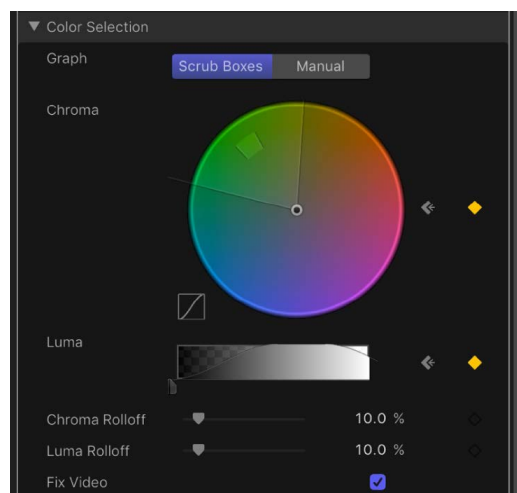 Color Selection
Graph
Scrub Boxes Manual
Chroma
Luma
Chroma Rolloff 10.0 %
Luma Rolloff 10.0 %
Fix Video